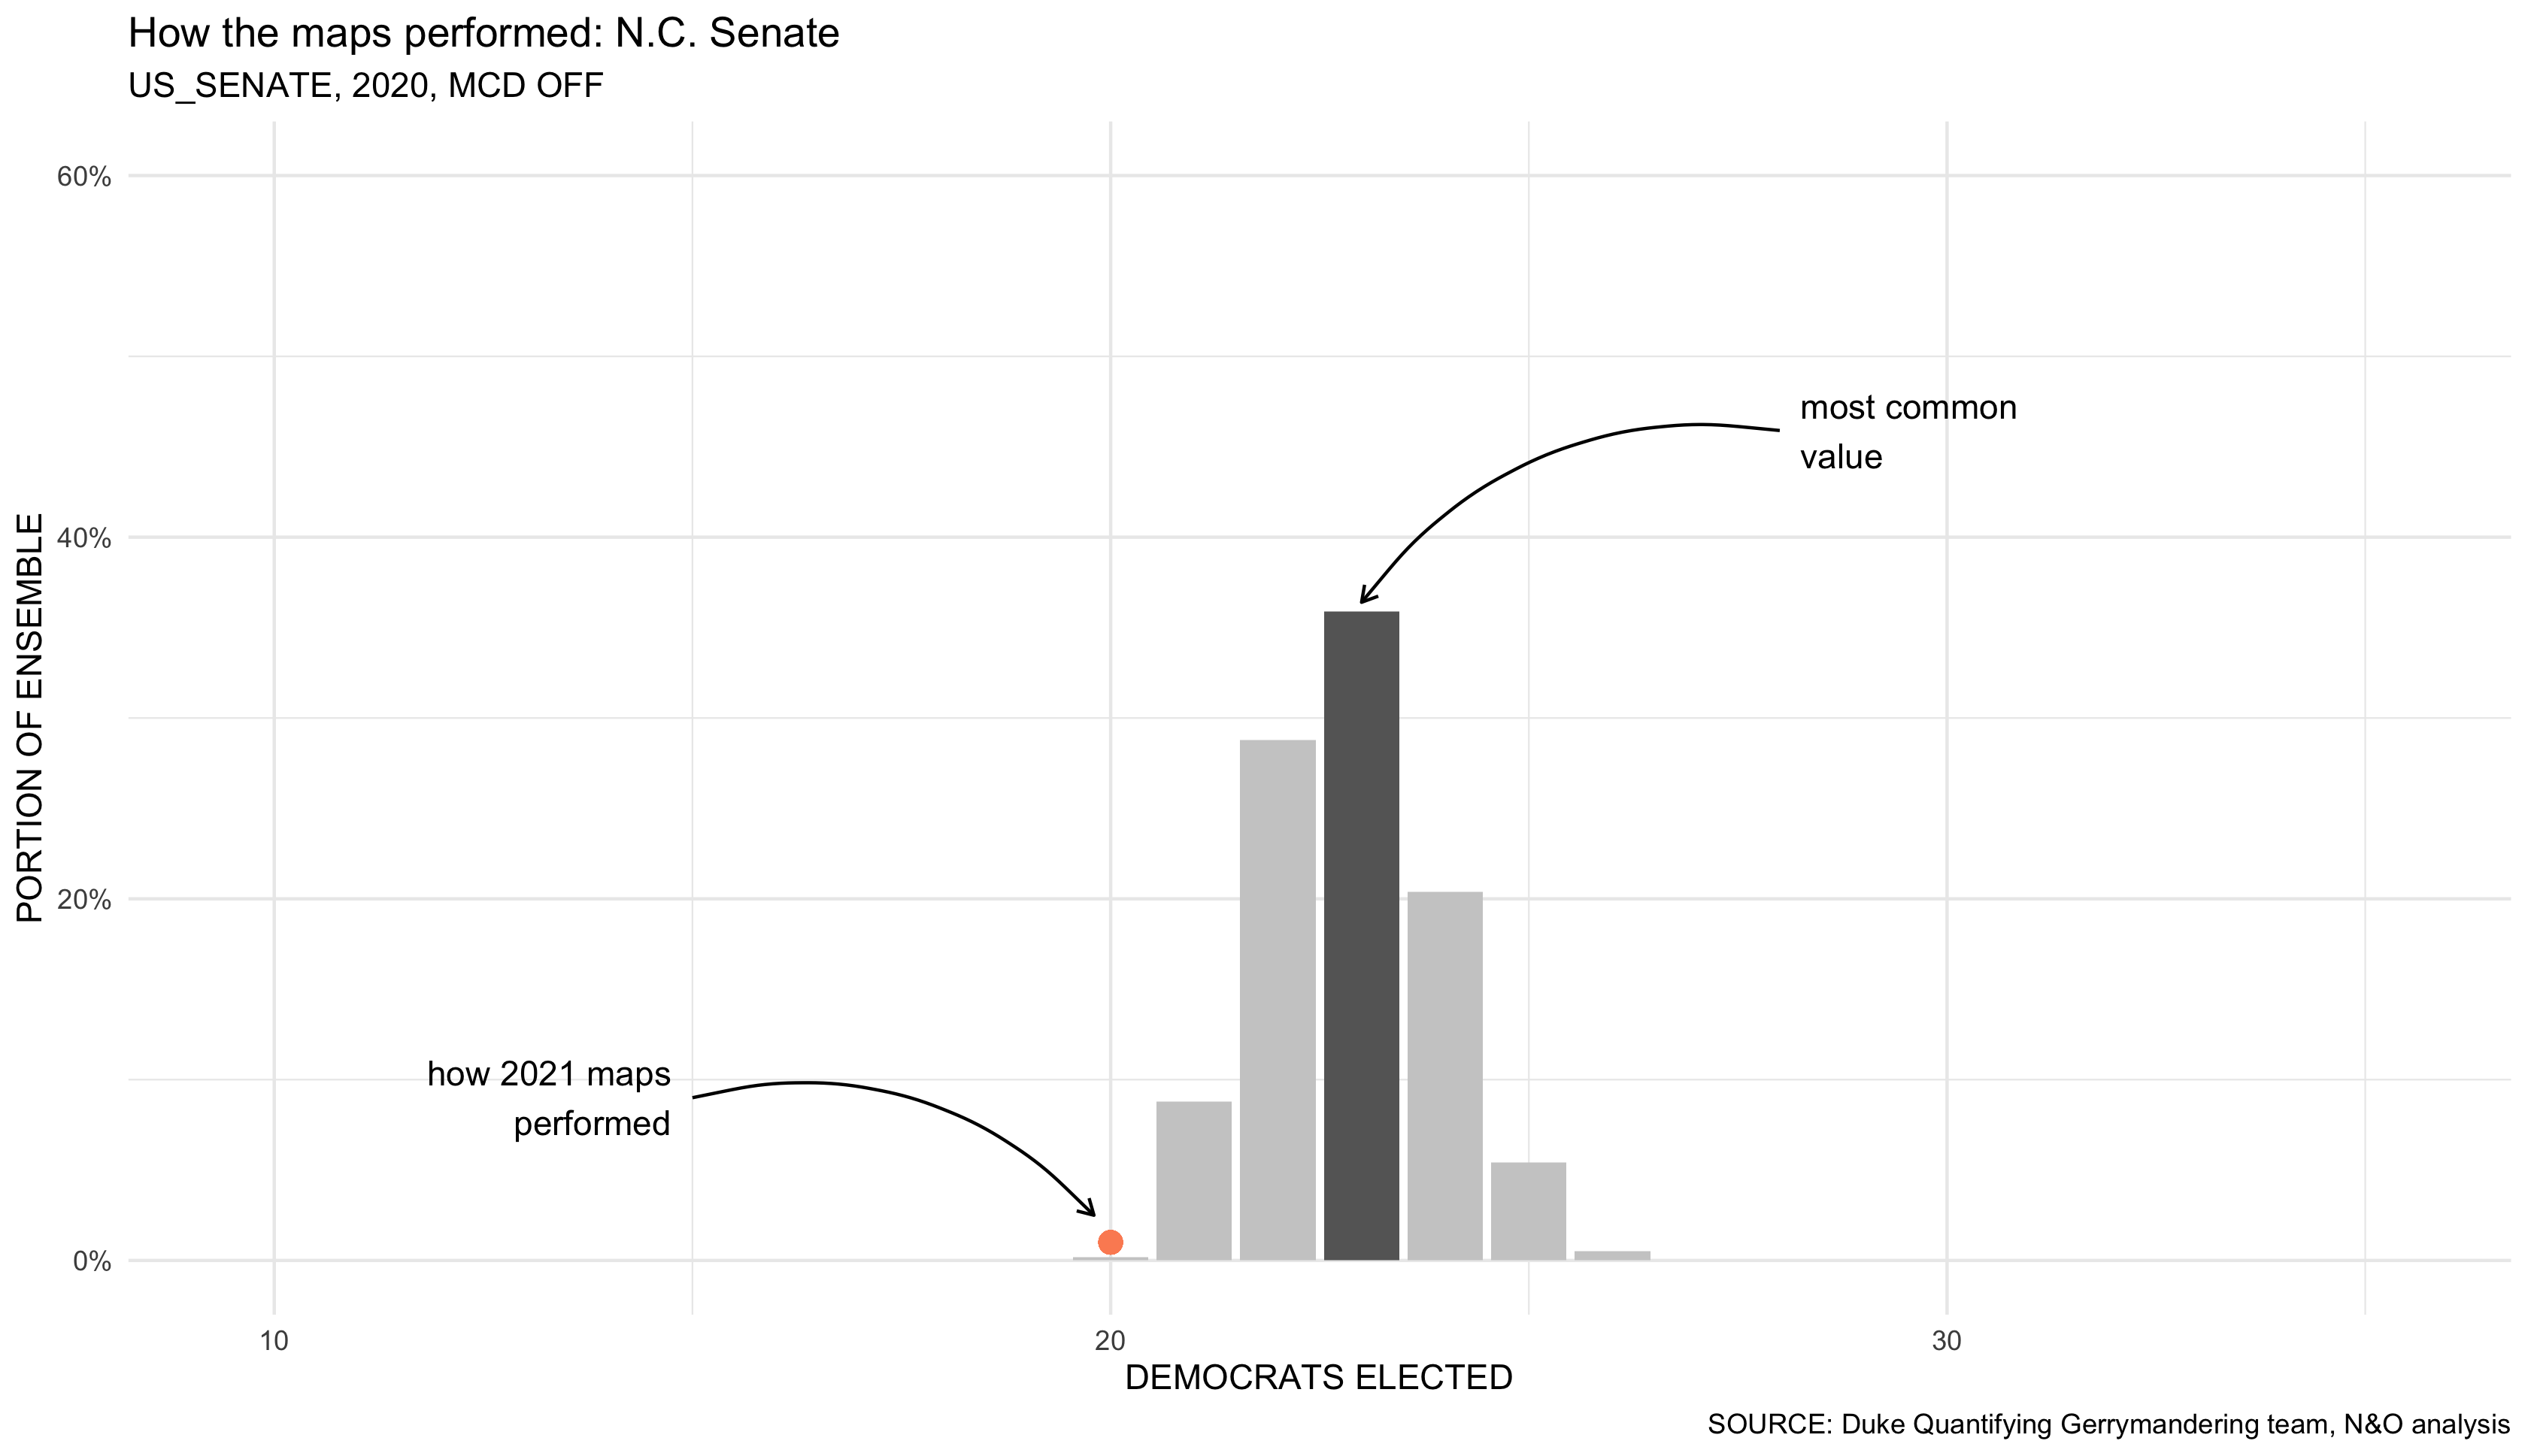 How the maps performed: N.C. Senate
US_SENATE, 2020, MCD OFF
PORTION OF ENSEMBLE
60%
40%
20%
0%
most common
value
how 2021 maps
performed
10
20
30
DEMOCRATS ELECTED
SOURCE: Duke Quantifying Gerrymandering team, N&O analysis